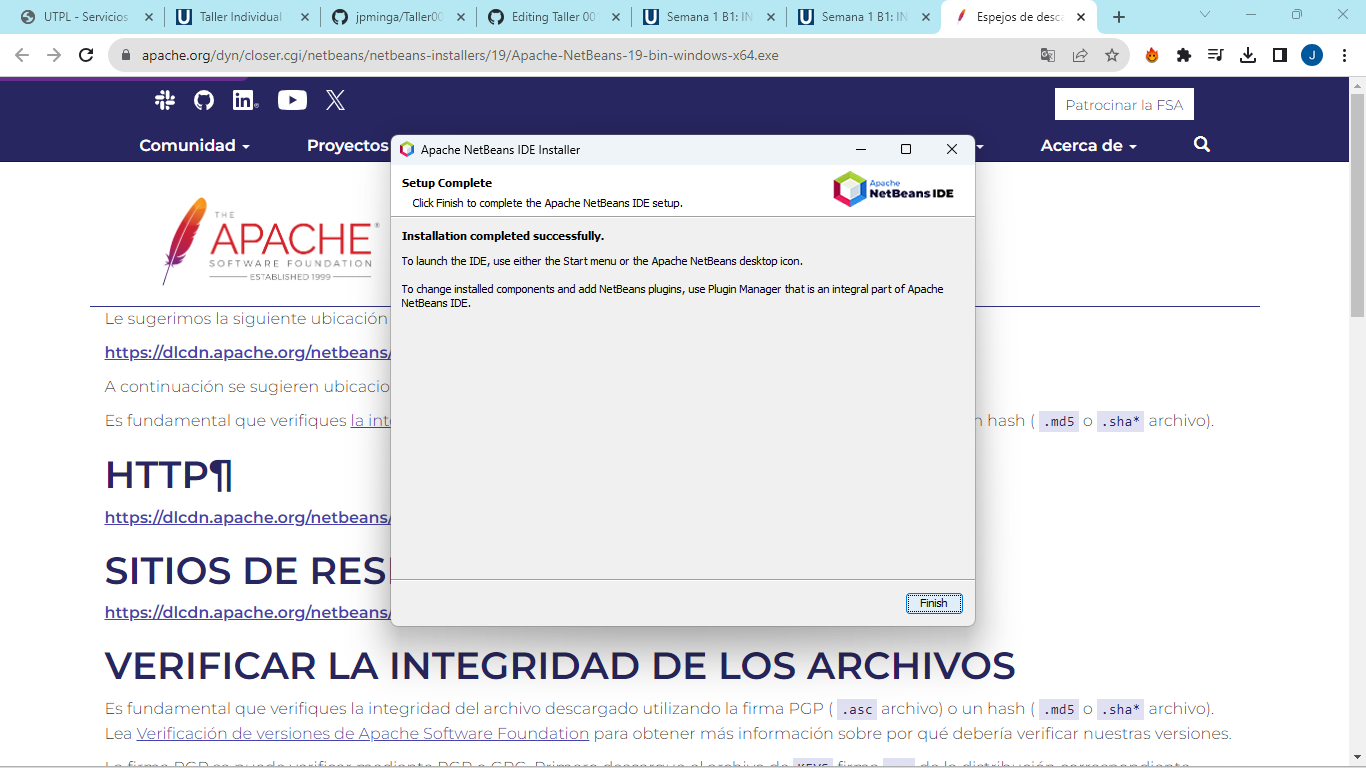 UTPL - Servicios
Taller Individual
jpminga/Taller00
Editing Taller 00
Semana 1 B1: IN
Semana 1 B1: IN
Espejos de desca
apache.org/dyn/closer.cgi/netbeans/netbeans-installers/19/Apache-NetBeans-19-bin-windows-x64.exe
J
Patrocinar la FSA
Comunidad
Proyectos
Acerca de
Apache NetBeans IDE Installer
Setup Complete
Click Finish to complete the Apache NetBeans IDE setup.
Apache
NetBeans IDE
Installation completed successfully.
To launch the IDE, use either the Start menu or the Apache NetBeans desktop icon.
To change installed components and add NetBeans plugins, use Plugin Manager that is an integral part of Apache
NetBeans IDE.
Finish
THE
APACHE®
SOFTWARE FOUNDATION
ESTABLISHED 1999
Le sugerimos la siguiente ubicación
https://dlcdn.apache.org/netbeans/
A continuación se sugieren
Es fundamental que verifiques la hash ( .md5 o .sha* archivo).
HTTP¶
https://dlcdn.apache.org/netbeans/
SITIOS DE RES
https://dlcdn.apache.org/netbeans/
VERIFICAR LA INTEGRIDAD DE LOS ARCHIVOS
Es fundamental que verifiques la integridad del archivo descargado utilizando la firma PGP ( .asc archivo) o un hash ( .md5 o .sha* archivo).
Lea Verificación de versiones de Apache Software Foundation para obtener más información sobre por qué debería verificar nuestras versiones.